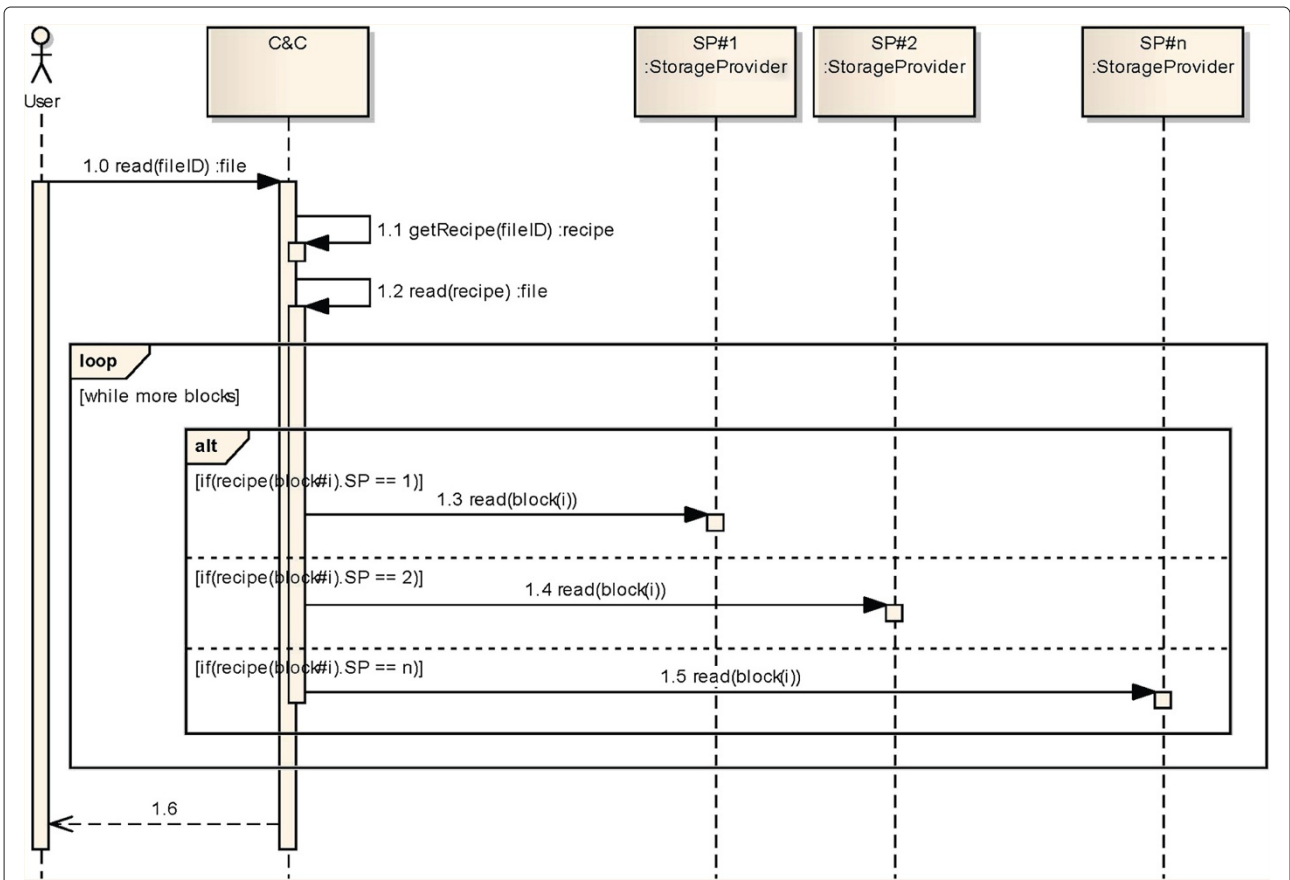 User
C&C
SP#1
:StorageProvider
SP#2
:StorageProvider
SP#n
:StorageProvider
1.0 read(fileID) :file
1.1 getRecipe(fileID) :recipe
1.2 read(recipe) :file
loop
[while more blocks]
alt
[if(recipe(block#i).SP == 1)]
1.3 read(block(i))
[if(recipe(block#i).SP == 2)]
1.4 read(block(i))
[if(recipe(block#i).SP == n)]
1.5 read(block(i))
1.6